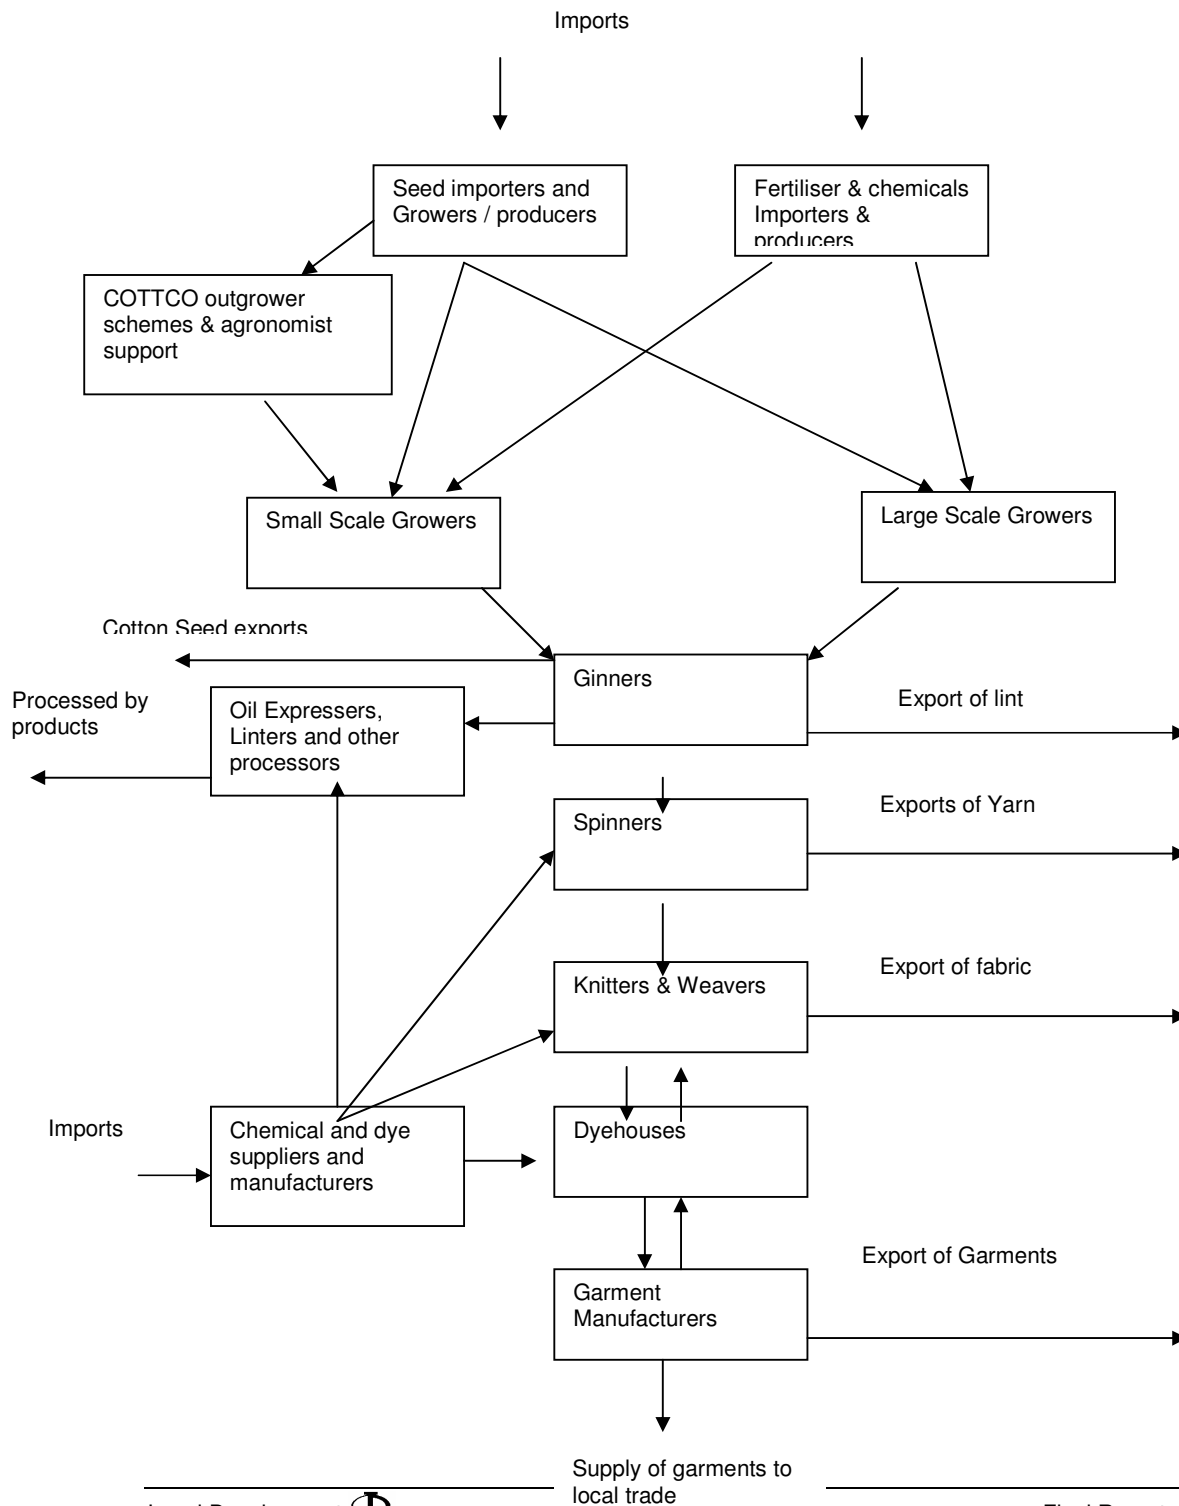 Imports
Seed importers and
Growers / producers
Fertiliser & chemicals
Importers &
producers
COTTCO outgrower
schemes & agronomist
support
Small Scale Growers
Large Scale Growers
Cotton Seed exports
Ginners
Export of lint
Processed by
products
Oil Expressers,
Linters and other
processors
Exports of Yarn
Spinners
Export of fabric
Knitters & Weavers
Imports
Chemical and dye
suppliers and
manufacturers
Dyehouses
Export of Garments
Garment
Manufacturers
Supply of garments to
local trade